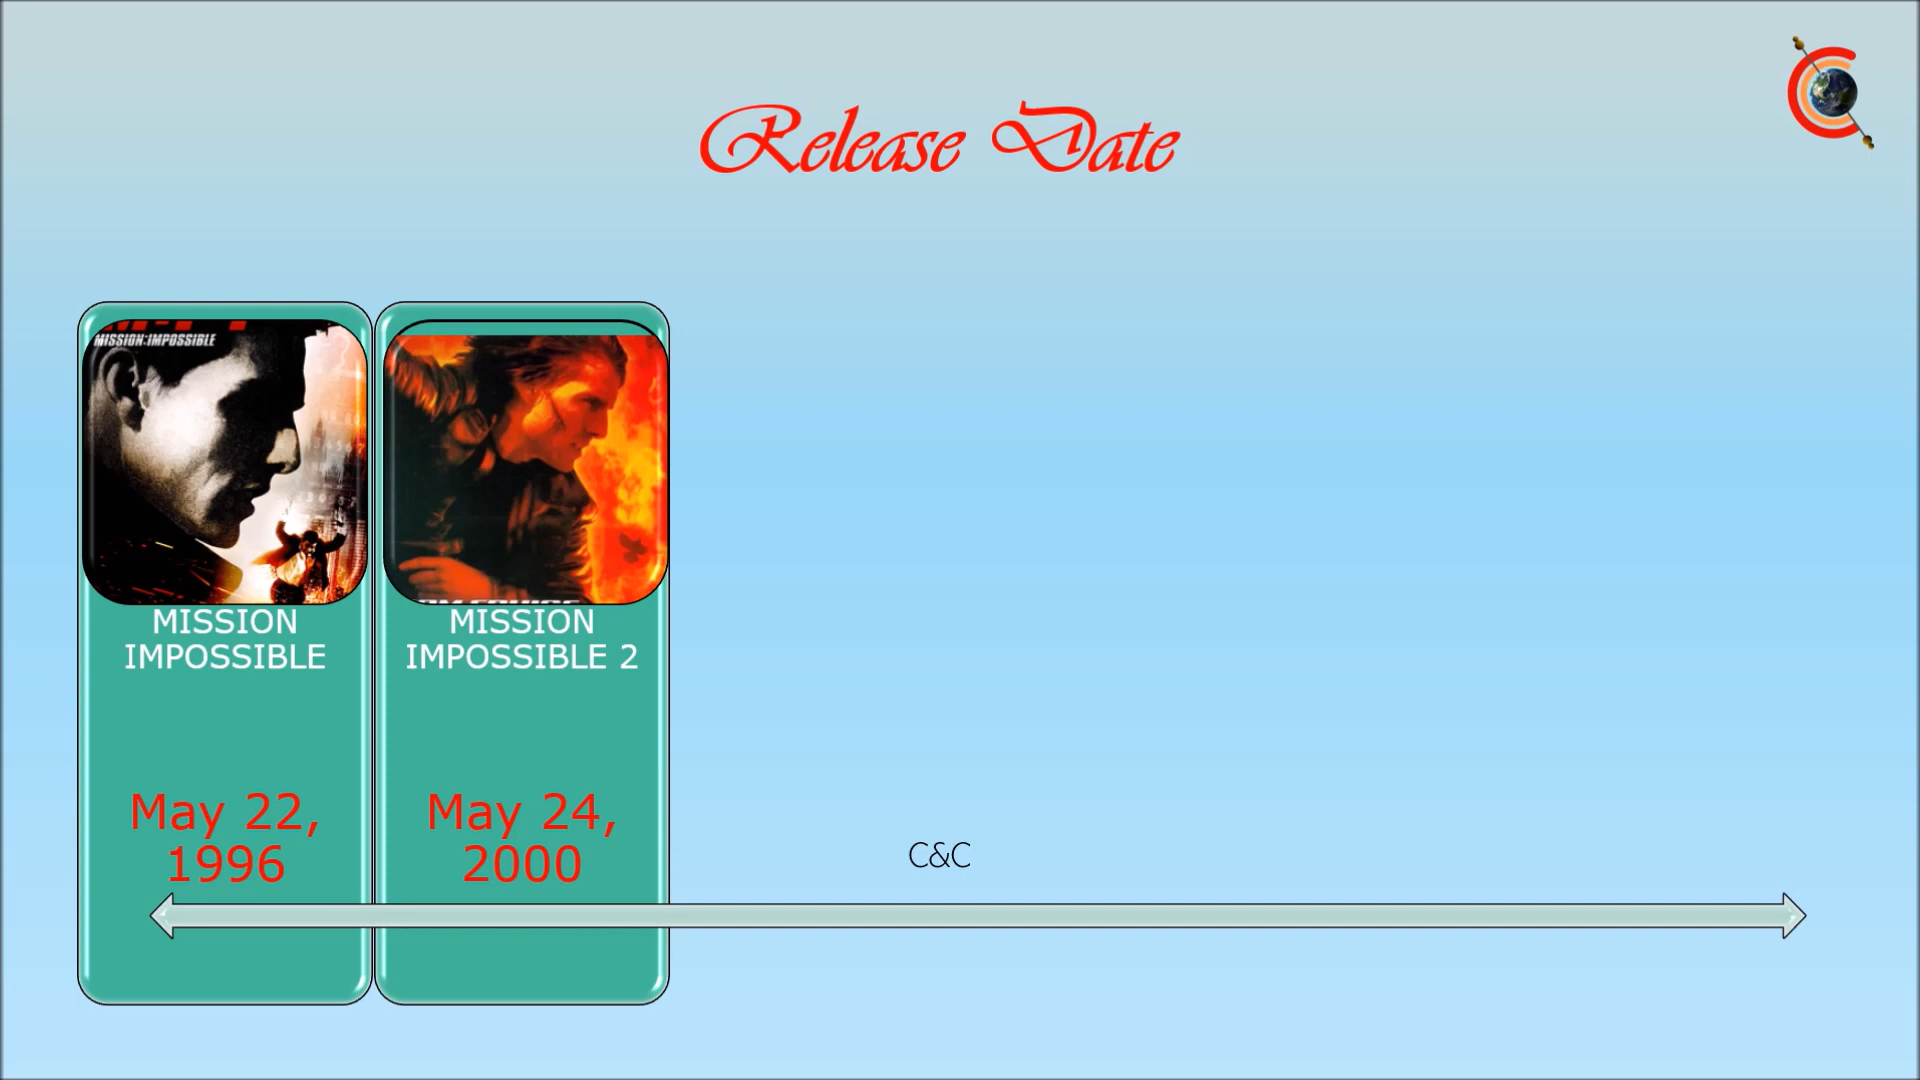 Release Date
MISSION:IMPOSSIBLE
MISSION
IMPOSSIBLE
May 22,
1996
MISSION
IMPOSSIBLE 2
May 24,
2000
C&C